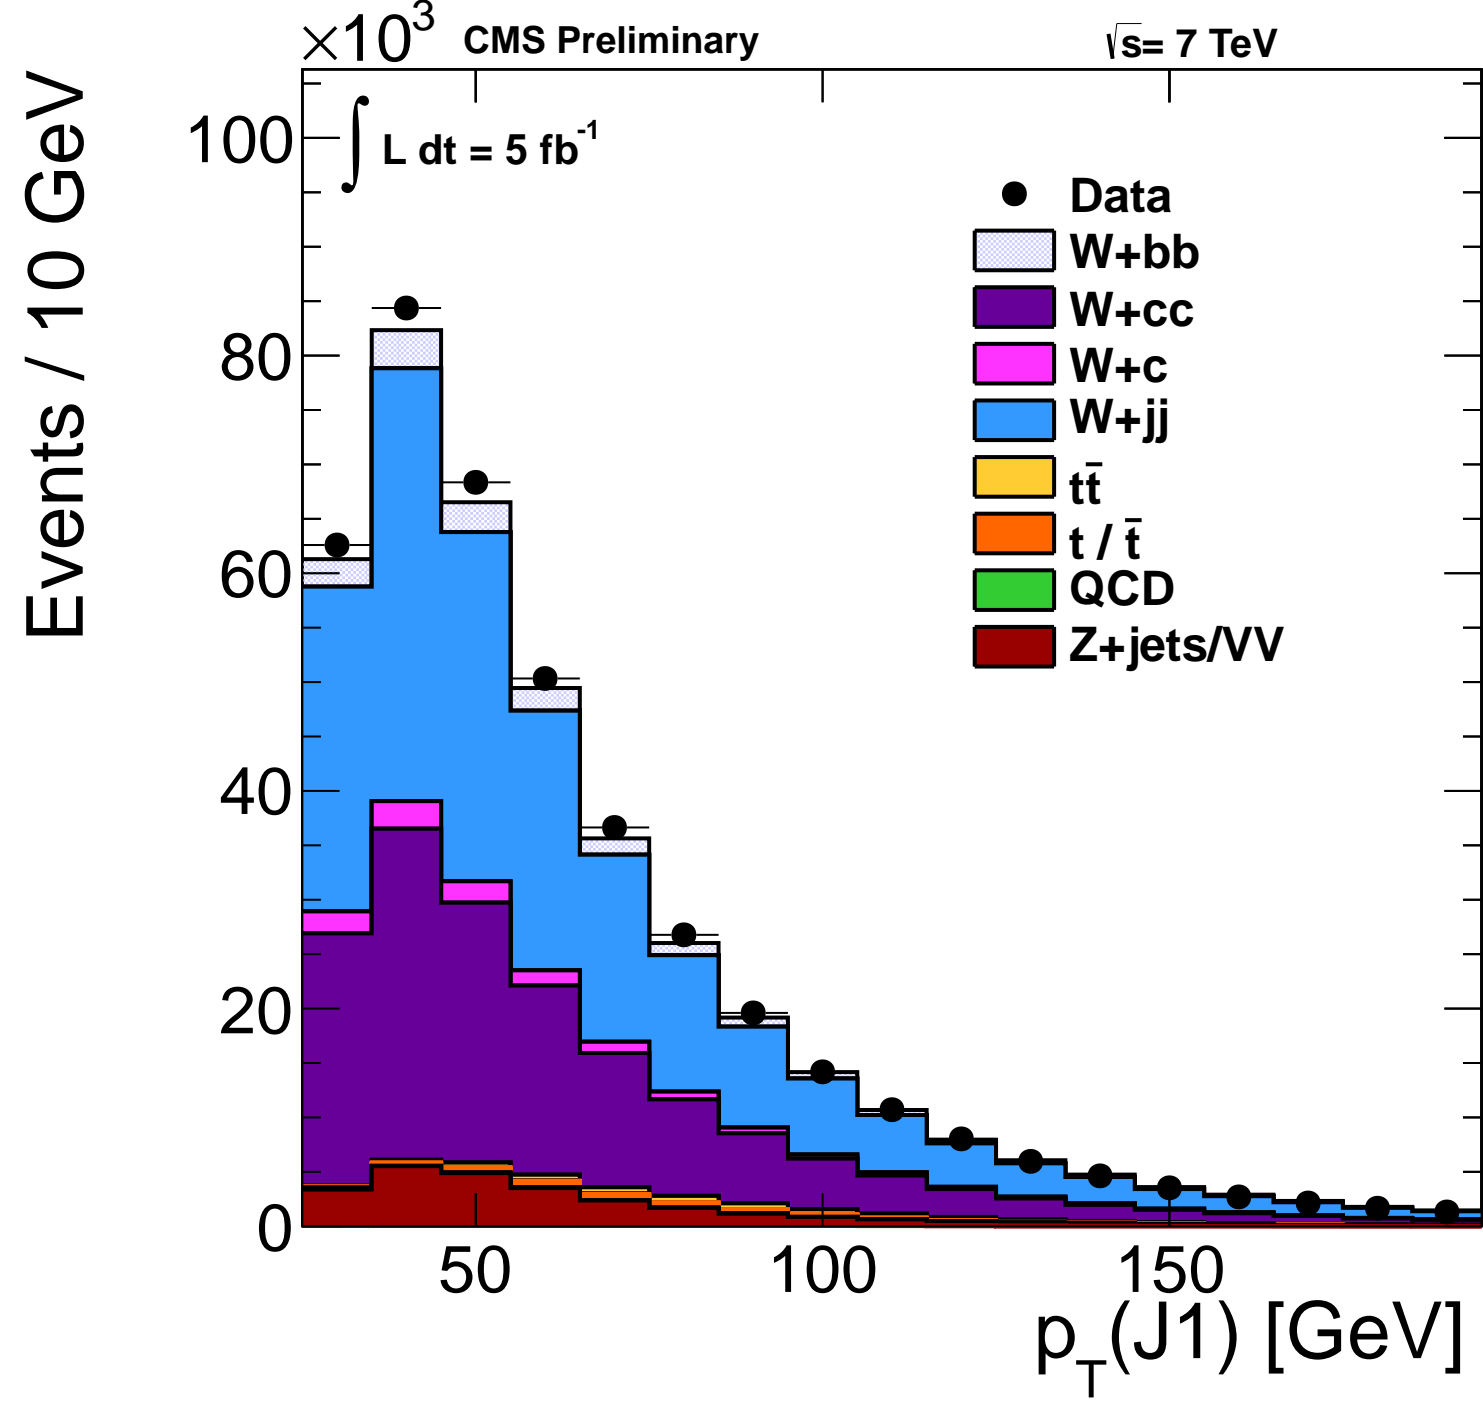 ×10³ CMS Preliminary √s= 7 TeV
∫ L dt = 5 fb⁻¹
Events / 10 GeV
100
80
60
40
20
0
Data
W+bb
W+cc
W+c
W+jj
tt̄
t / t̄
QCD
Z+jets/VV
50 100 150
p_T(J1) [GeV]